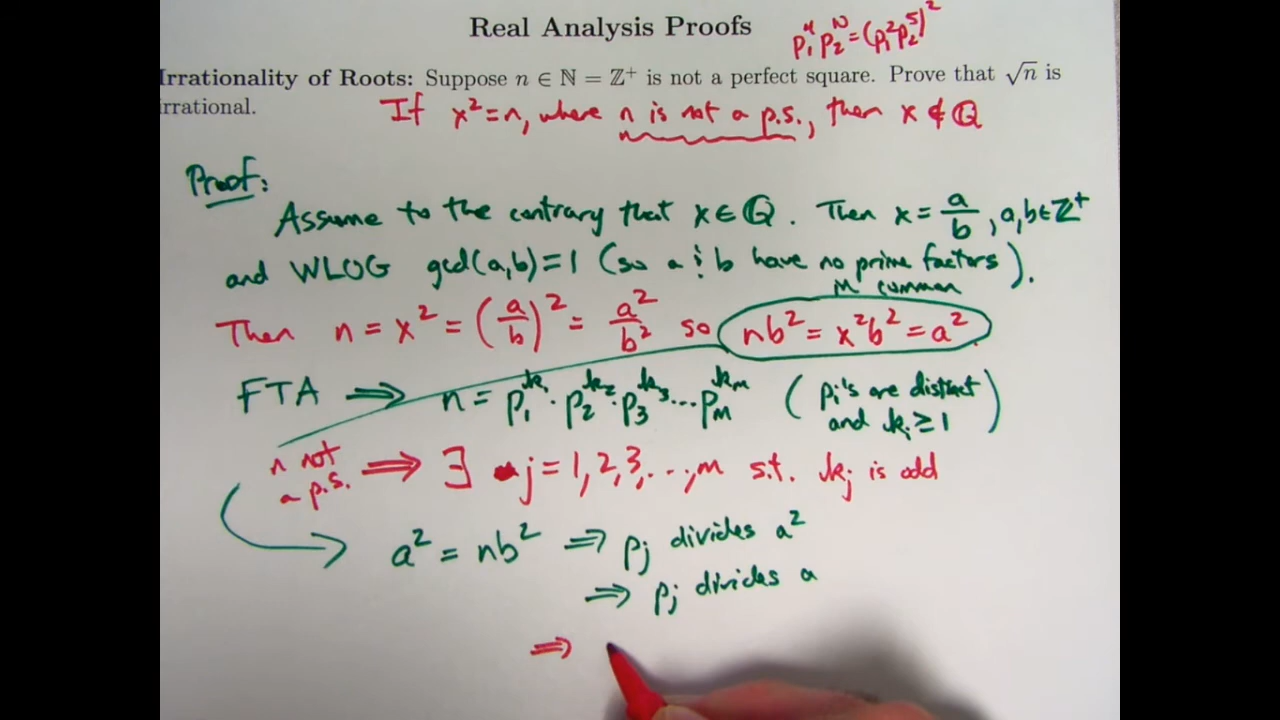 Real Analysis Proofs
p₁⁴ p₂¹⁰ = (p₁² p₂⁵)²
Irrationality of Roots: Suppose n ∈ ℕ = ℤ⁺ is not a perfect square. Prove that √n is
irrational.
If x² = n, where n is not a p.s., then x ∉ ℚ
Proof:
Assume to the contrary that x ∈ ℚ. Then x = a/b, a,b ∈ ℤ⁺
and WLOG gcd(a,b) = 1 (so a & b have no prime factors
in common).
Then n = x² = (a/b)² = a²/b² so nb² = x²b² = a²
FTA ⟹ n = p₁^k₁ · p₂^k₂ · p₃^k₃ ... pₘ^kₘ (pᵢ's are distinct
and kᵢ ≥ 1)
n not
a p.s. ⟹ ∃ j = 1, 2, 3, ..., m s.t. kⱼ is odd
a² = nb² ⟹ pⱼ divides a²
⟹ pⱼ divides a
⟹